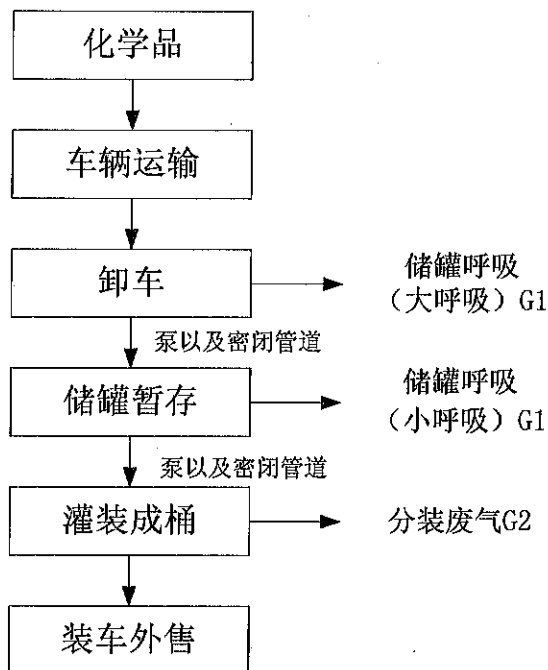 化学品
车辆运输
卸车
储罐呼吸
（大呼吸）G1
泵以及密闭管道
储罐暂存
储罐呼吸
（小呼吸）G1
泵以及密闭管道
灌装成桶
分装废气G2
装车外售